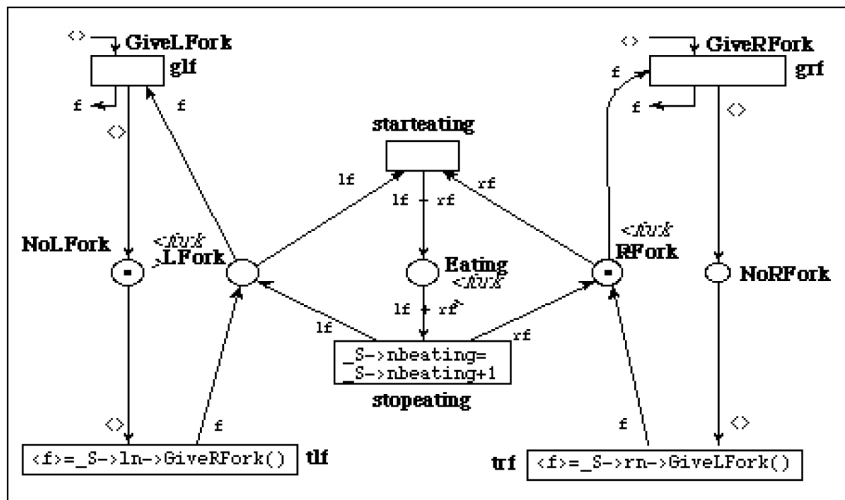 <> GiveLFork
glf
f
f
<>
<> GiveRFork
grf
f
<>
starteating
lf
rf
lf + rf
NoLFork
LFork
Eating
RFork
NoRFork
lf
lf + rf
rf
_S->nbeating=
_S->nbeating+1
stopeating
f
f
<>
<>
<f>=_S->ln->GiveRFork() tlf
trf <f>=_S->rn->GiveLFork()